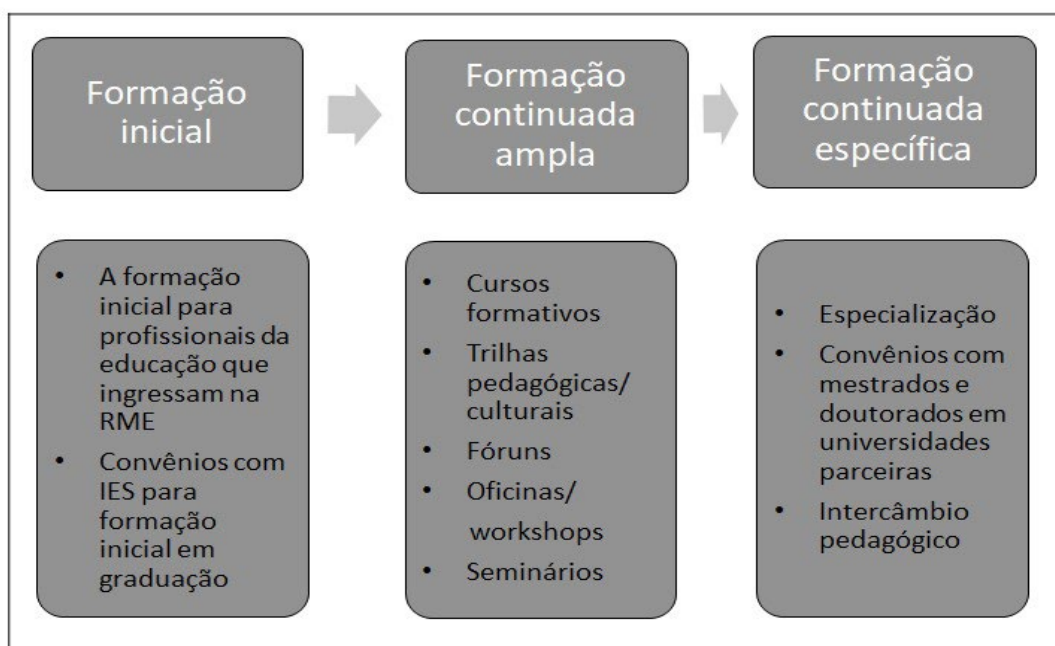 Formação
inicial
Formação
continuada
ampla
Formação
continuada
específica
• A formação
inicial para
profissionais da
educação que
ingressam na
RME
• Convênios com
IES para
formação
inicial em
graduação
• Cursos
formativos
• Trilhas
pedagógicas/
culturais
• Fóruns
• Oficinas/
workshops
• Seminários
• Especialização
• Convênios com
mestrados e
doutorados em
universidades
parceiras
• Intercâmbio
pedagógico